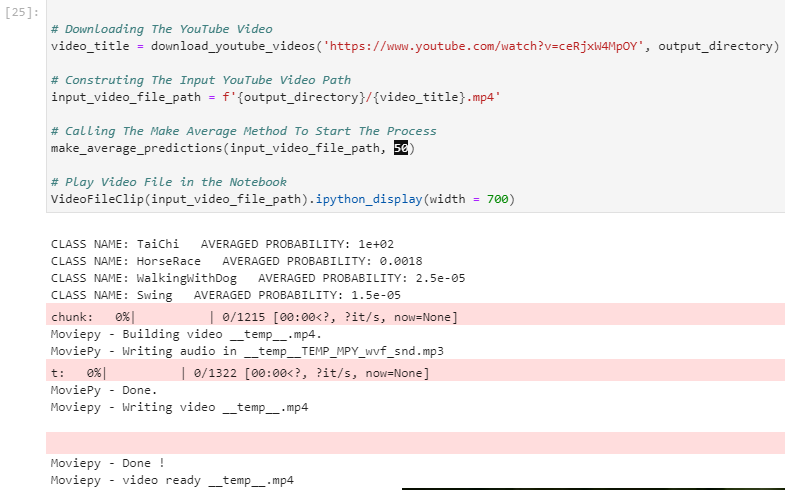 [25]:
# Downloading The YouTube Video
video_title = download_youtube_videos('https://www.youtube.com/watch?v=ceRjxW4MpOY', output_directory)
# Construting The Input YouTube Video Path
input_video_file_path = f'{output_directory}/{video_title}.mp4'
# Calling The Make Average Method To Start The Process
make_average_predictions(input_video_file_path, 50)
# Play Video File in the Notebook
VideoFileClip(input_video_file_path).ipython_display(width = 700)
CLASS NAME: TaiChi   AVERAGED PROBABILITY: 1e+02
CLASS NAME: HorseRace   AVERAGED PROBABILITY: 0.0018
CLASS NAME: WalkingWithDog   AVERAGED PROBABILITY: 2.5e-05
CLASS NAME: Swing   AVERAGED PROBABILITY: 1.5e-05
chunk:   0%|          | 0/1215 [00:00<?, ?it/s, now=None]
Moviepy - Building video __temp__.mp4.
MoviePy - Writing audio in __temp__TEMP_MPY_wvf_snd.mp3
t:   0%|          | 0/1322 [00:00<?, ?it/s, now=None]
MoviePy - Done.
Moviepy - Writing video __temp__.mp4
Moviepy - Done !
Moviepy - video ready __temp__.mp4